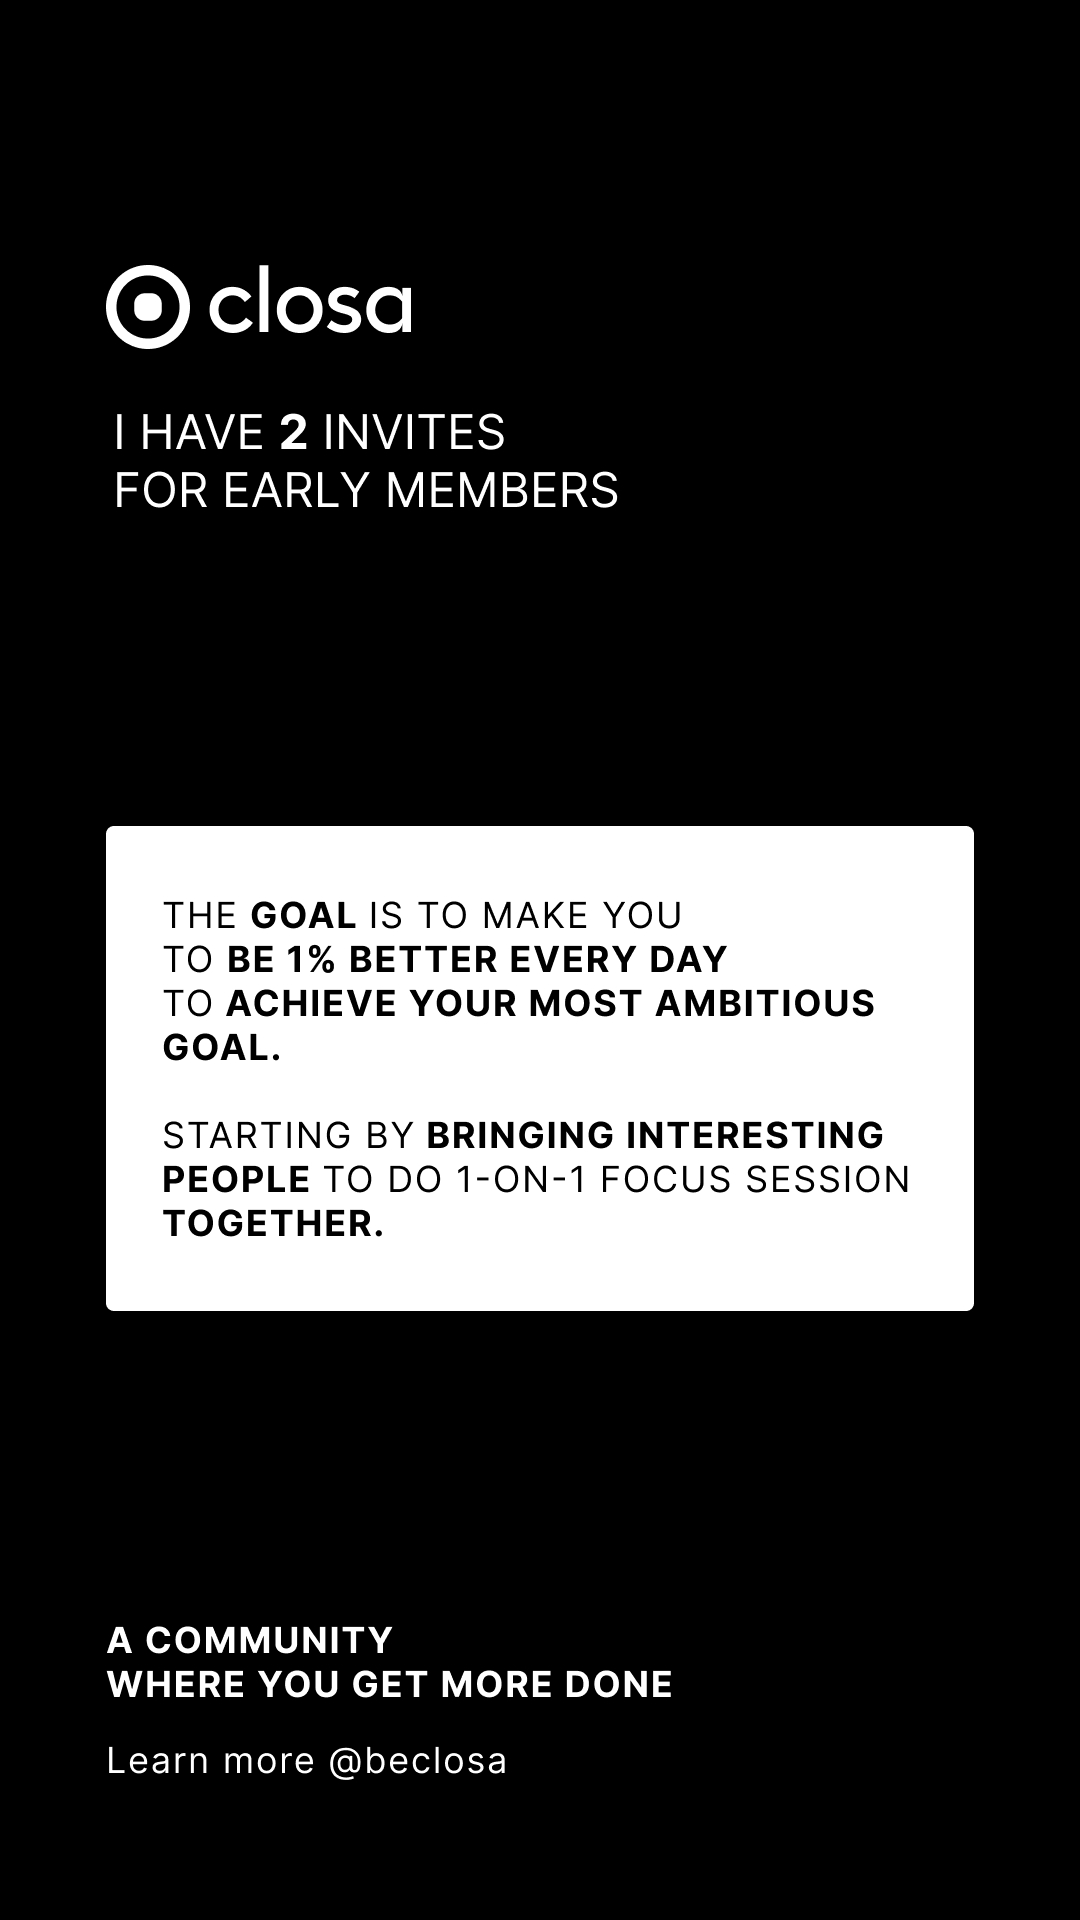 closa
I HAVE 2 INVITES
FOR EARLY MEMBERS
THE GOAL IS TO MAKE YOU
TO BE 1% BETTER EVERY DAY
TO ACHIEVE YOUR MOST AMBITIOUS
GOAL.
STARTING BY BRINGING INTERESTING
PEOPLE TO DO 1-ON-1 FOCUS SESSION
TOGETHER.
A COMMUNITY
WHERE YOU GET MORE DONE
Learn more @beclosa